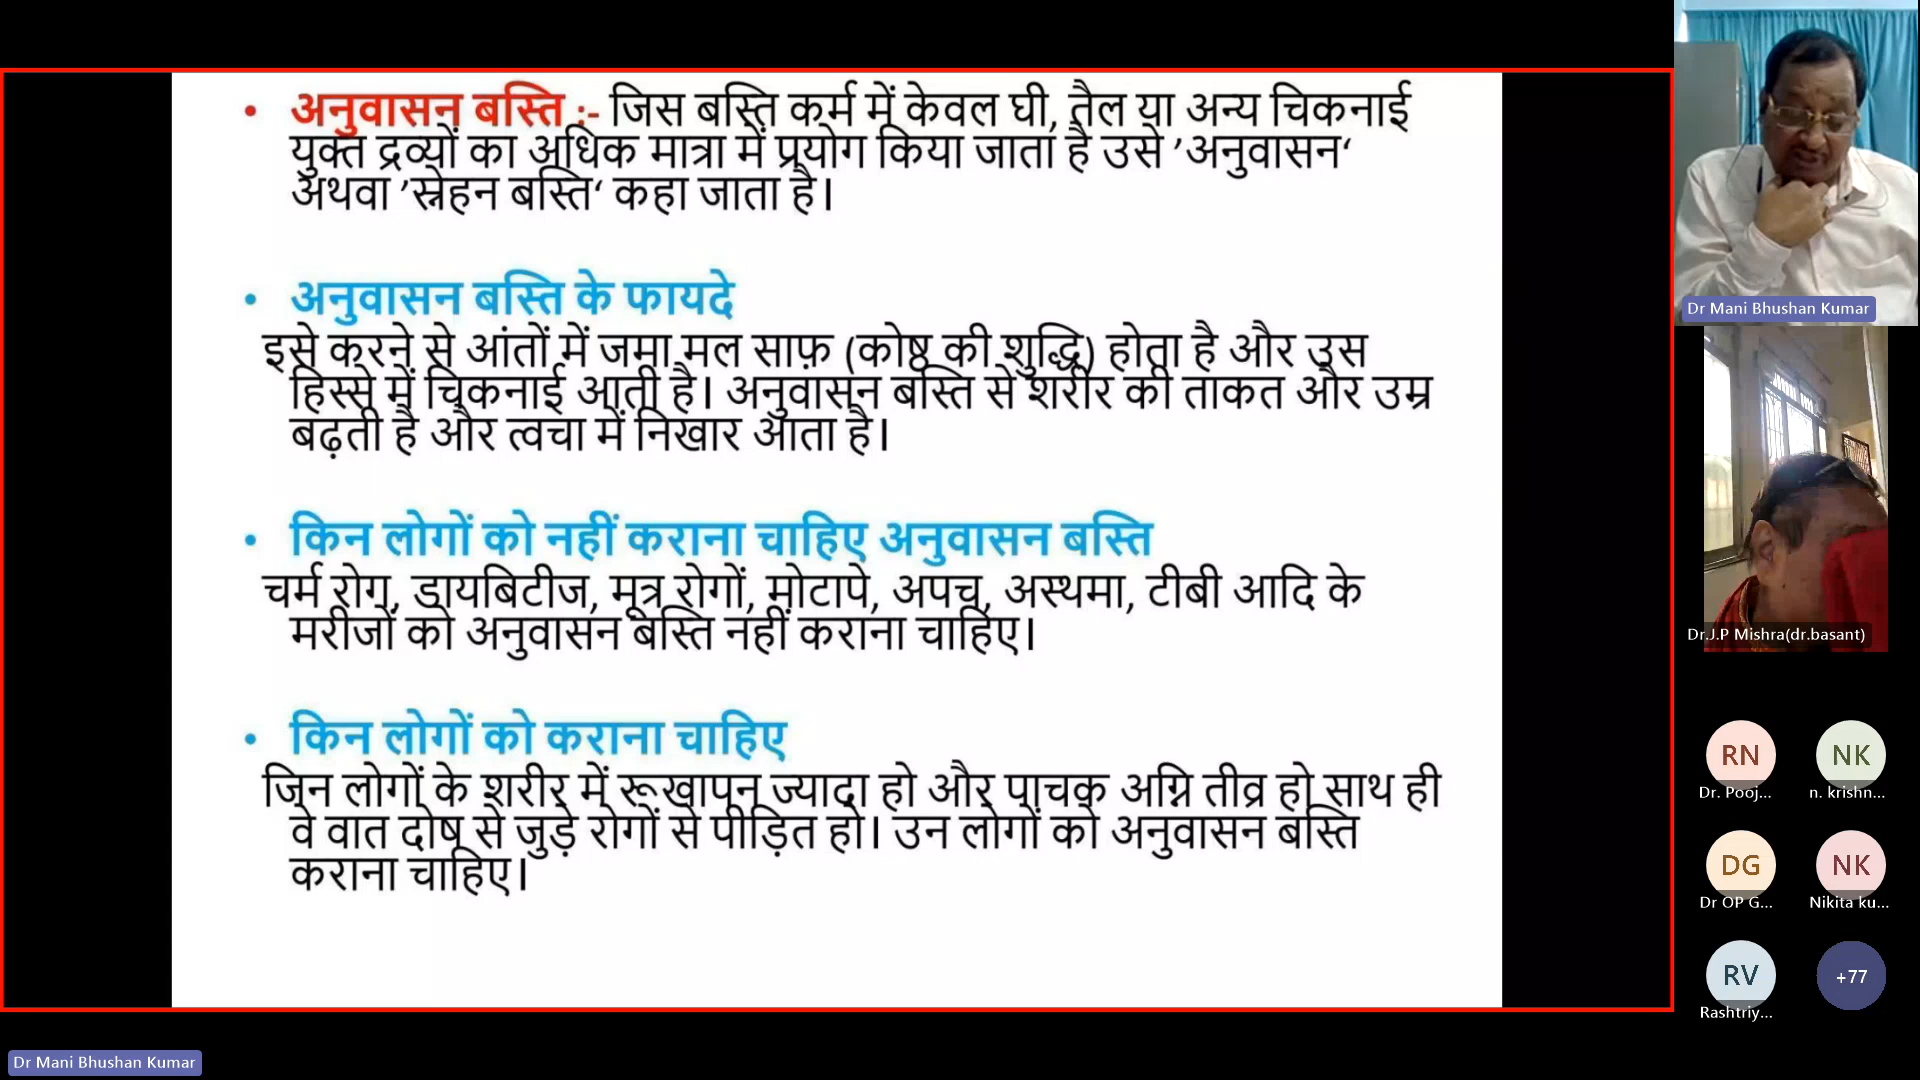 • अनुवासन बस्ति :- जिस बस्ति कर्म में केवल घी, तैल या अन्य चिकनाई
युक्त द्रव्यों का अधिक मात्रा में प्रयोग किया जाता है उसे ’अनुवासन‘
अथवा ’स्नेहन बस्ति‘ कहा जाता है।
• अनुवासन बस्ति के फायदे
इसे करने से आंतों में जमा मल साफ़ (कोष्ठ की शुद्धि) होता है और उस
हिस्से में चिकनाई आती है। अनुवासन बस्ति से शरीर की ताकत और उम्र
बढ़ती है और त्वचा में निखार आता है।
• किन लोगों को नहीं कराना चाहिए अनुवासन बस्ति
चर्म रोग, डायबिटीज, मूत्र रोगों, मोटापे, अपच, अस्थमा, टीबी आदि के
मरीजों को अनुवासन बस्ति नहीं कराना चाहिए।
• किन लोगों को कराना चाहिए
जिन लोगों के शरीर में रूखापन ज्यादा हो और पाचक अग्नि तीव्र हो साथ ही
वे वात दोष से जुड़े रोगों से पीड़ित हो। उन लोगों को अनुवासन बस्ति
कराना चाहिए।
Dr Mani Bhushan Kumar
Dr.J.P Mishra(dr.basant)
RN
NK
Dr. Pooj...
n. krishn...
DG
NK
Dr OP G...
Nikita ku...
RV
+77
Rashtriy...
Dr Mani Bhushan Kumar